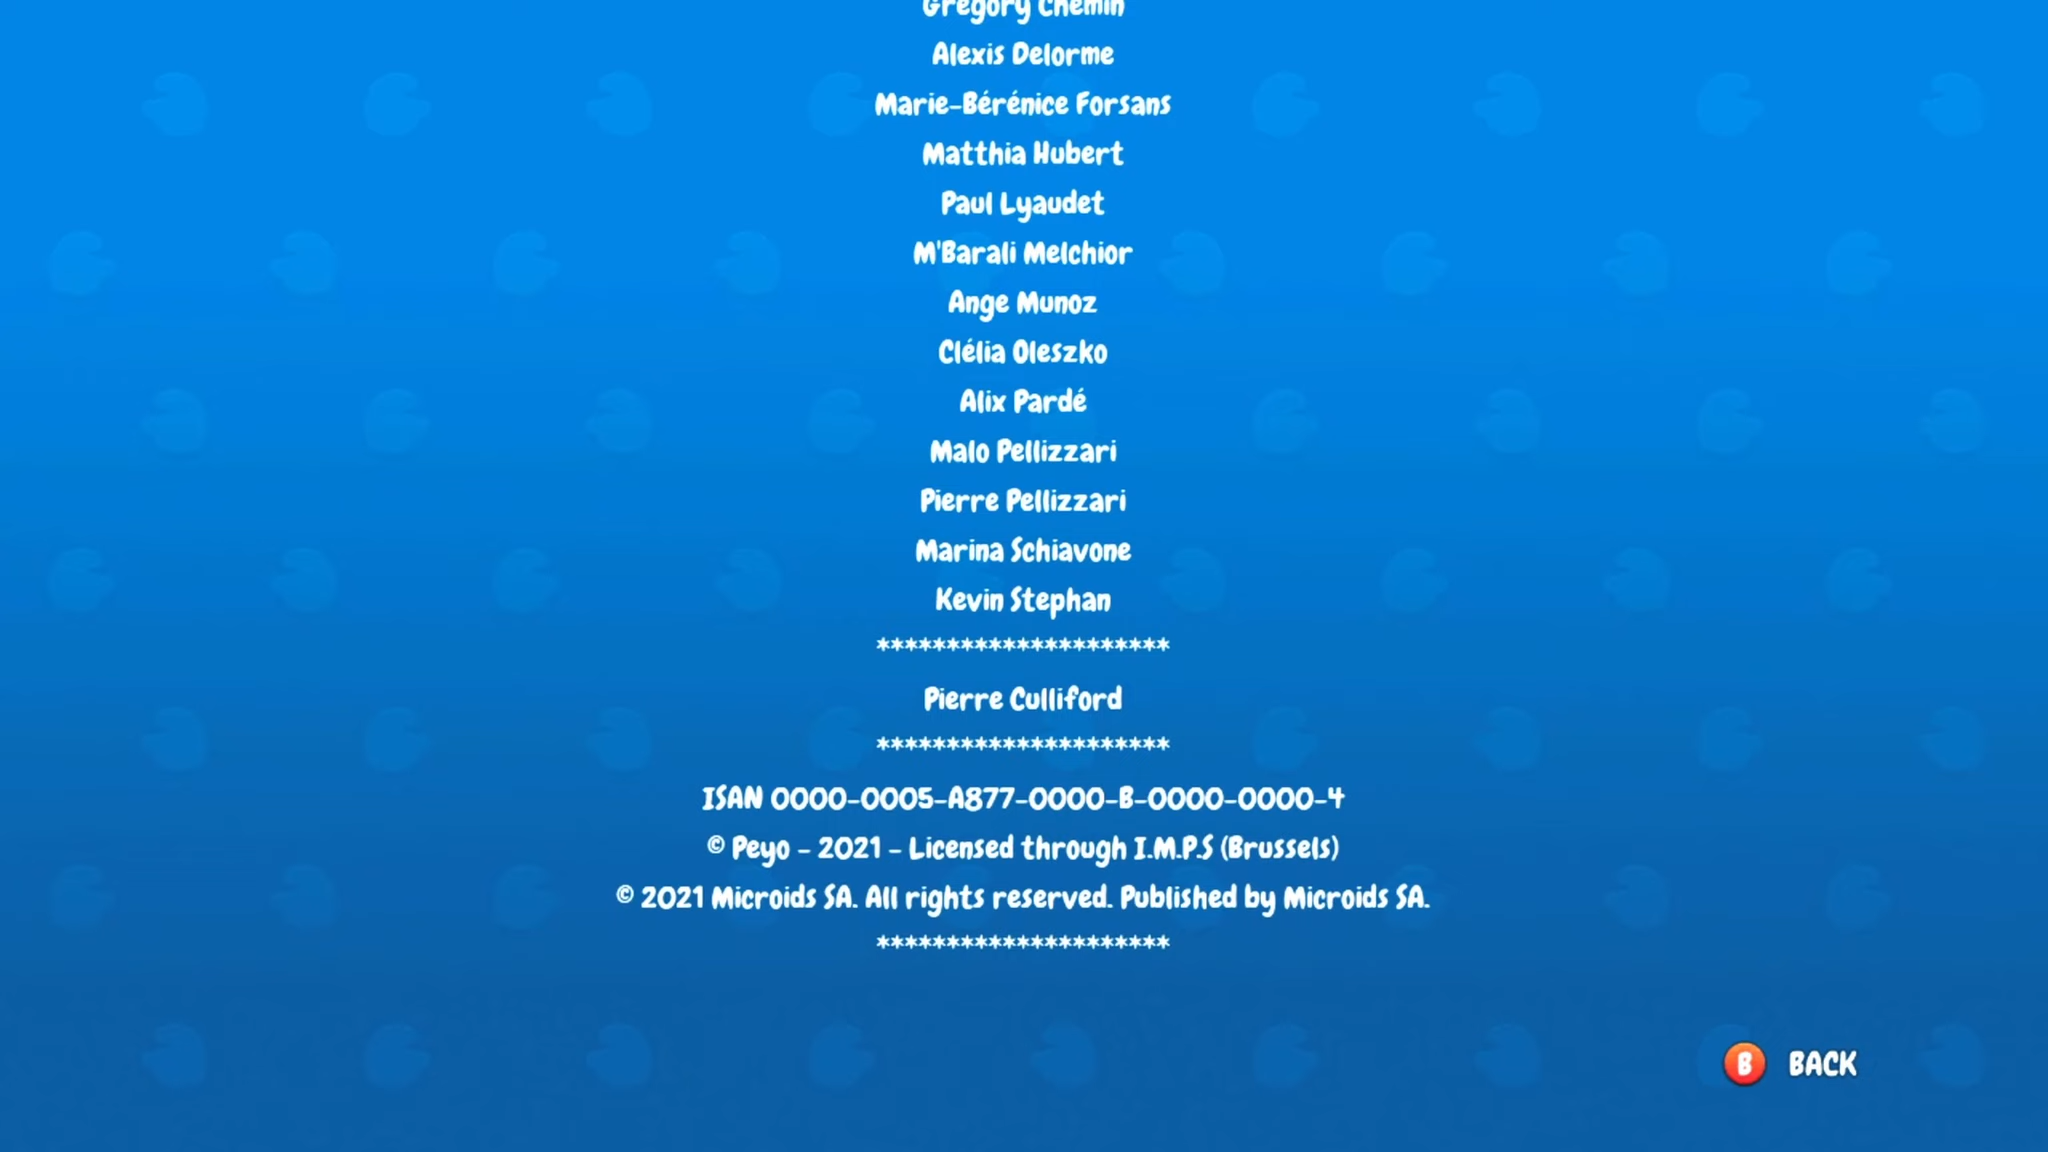 Gregory Chemin
Alexis Delorme
Marie-Bérénice Forsans
Matthia Hubert
Paul Lyaudet
M'Barali Melchior
Ange Munoz
Clélia Oleszko
Alix Pardé
Malo Pellizzari
Pierre Pellizzari
Marina Schiavone
Kevin Stephan
*********************
Pierre Culliford
*********************
ISAN 0000-0005-A877-0000-B-0000-0000-4
© Peyo - 2021 - Licensed through I.M.P.S (Brussels)
© 2021 Microids SA. All rights reserved. Published by Microids SA.
*********************
B BACK